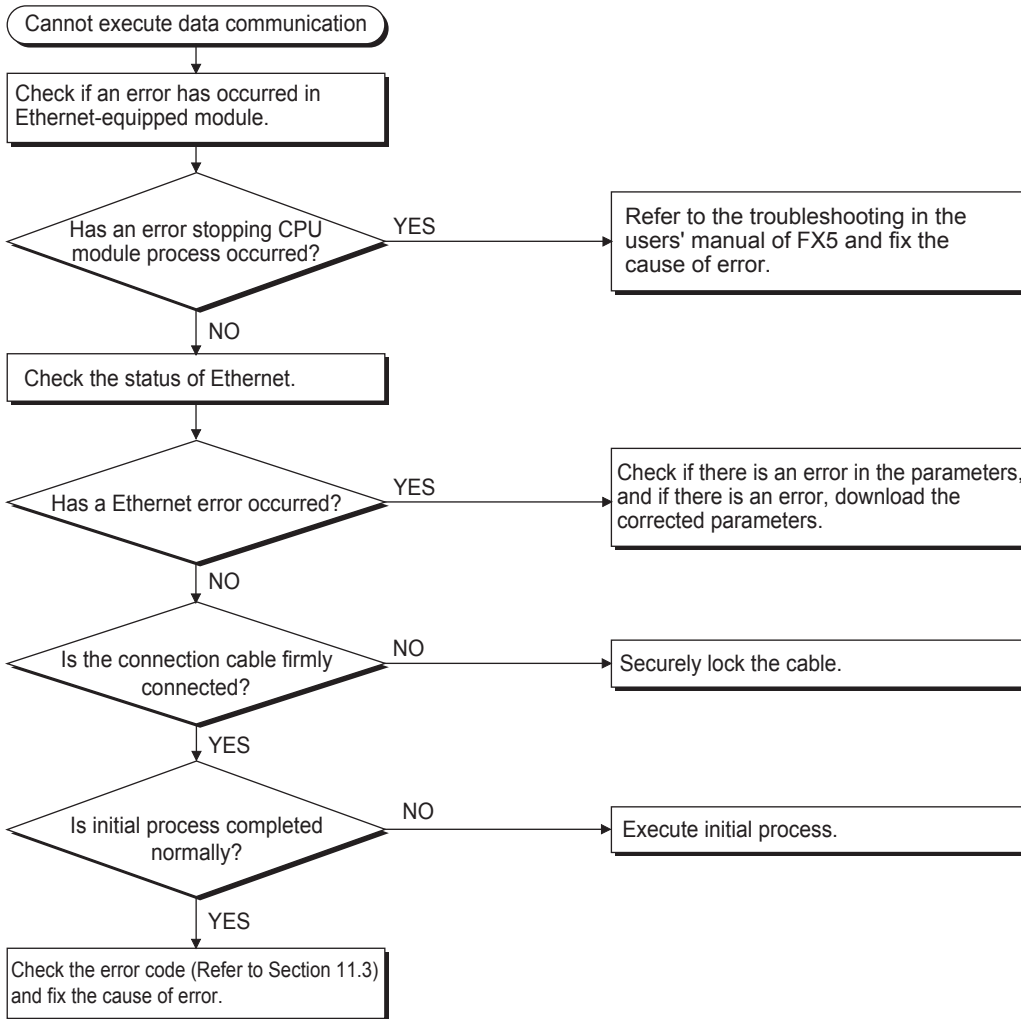 Cannot execute data communication
Check if an error has occurred in
Ethernet-equipped module.
Has an error stopping CPU
module process occurred?
YES
Refer to the troubleshooting in the
users' manual of FX5 and fix the
cause of error.
NO
Check the status of Ethernet.
Has a Ethernet error occurred?
YES
Check if there is an error in the parameters,
and if there is an error, download the
corrected parameters.
NO
Is the connection cable firmly
connected?
NO
Securely lock the cable.
YES
Is initial process completed
normally?
NO
Execute initial process.
YES
Check the error code (Refer to Section 11.3)
and fix the cause of error.